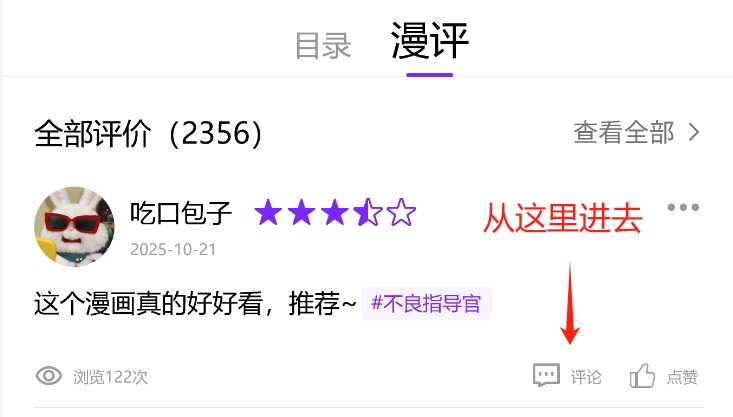 目录 漫评
全部评价（2356） 查看全部
吃口包子
从这里进去
2025-10-21
这个漫画真的好好看，推荐~ #不良指导官
浏览122次 评论 点赞